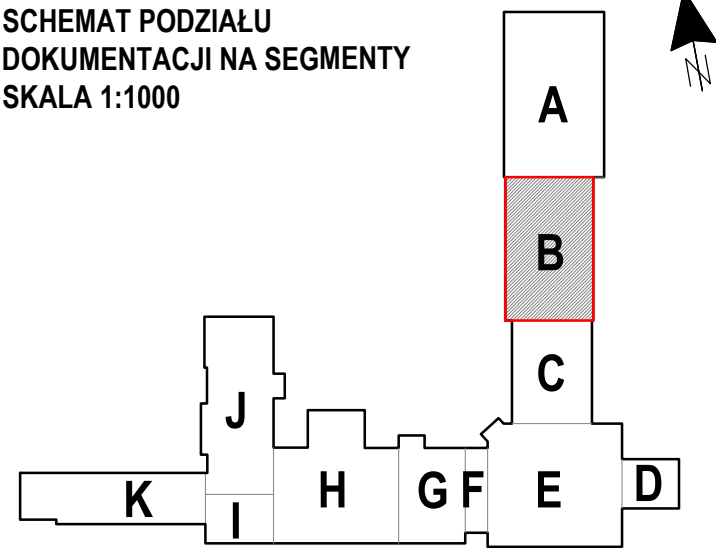 SCHEMAT PODZIAŁU
DOKUMENTACJI NA SEGMENTY
SKALA 1:1000
N
A
B
C
J
K
I
H
G
F
E
D